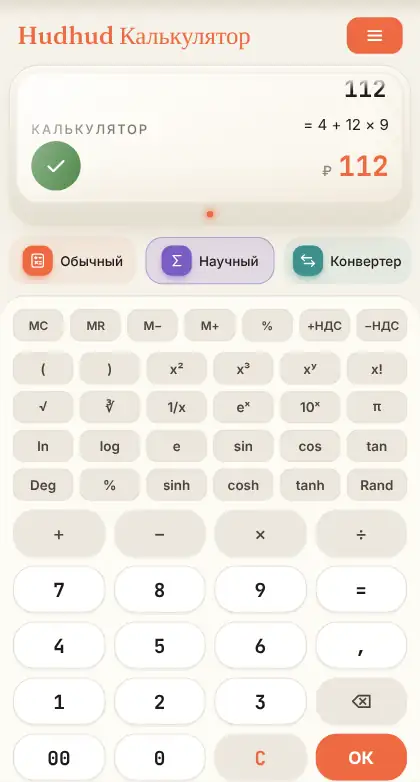 Hudhud Калькулятор
112
= 4 + 12 × 9
КАЛЬКУЛЯТОР
₽ 112
Обычный Σ Научный Конвертер
MC MR M− M+ % +НДС −НДС
( ) x² x³ xʸ x!
√ ∛ 1/x eˣ 10ˣ π
ln log e sin cos tan
Deg % sinh cosh tanh Rand
+ − × ÷
7 8 9 =
4 5 6 ,
1 2 3
00 0 C OK